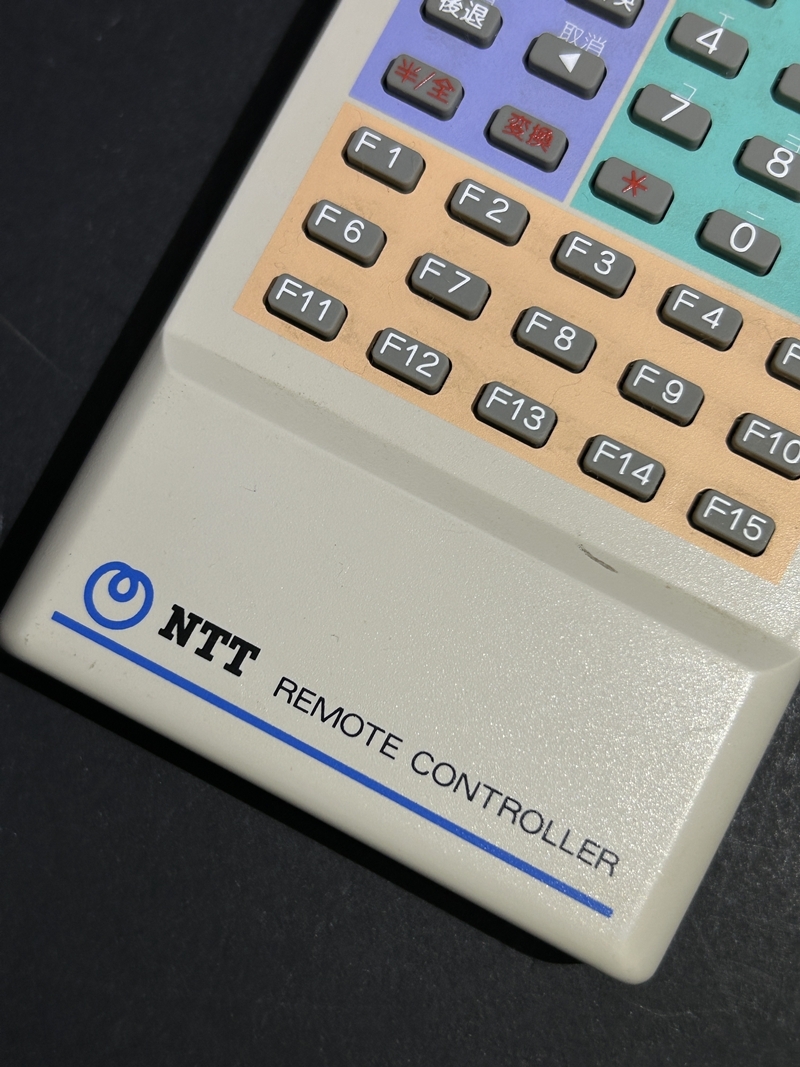 後退
取消
◀
半/全
変換
4
7
8
*
0
F1
F2
F3
F4
F6
F7
F8
F9
F10
F11
F12
F13
F14
F15
NTT
REMOTE CONTROLLER